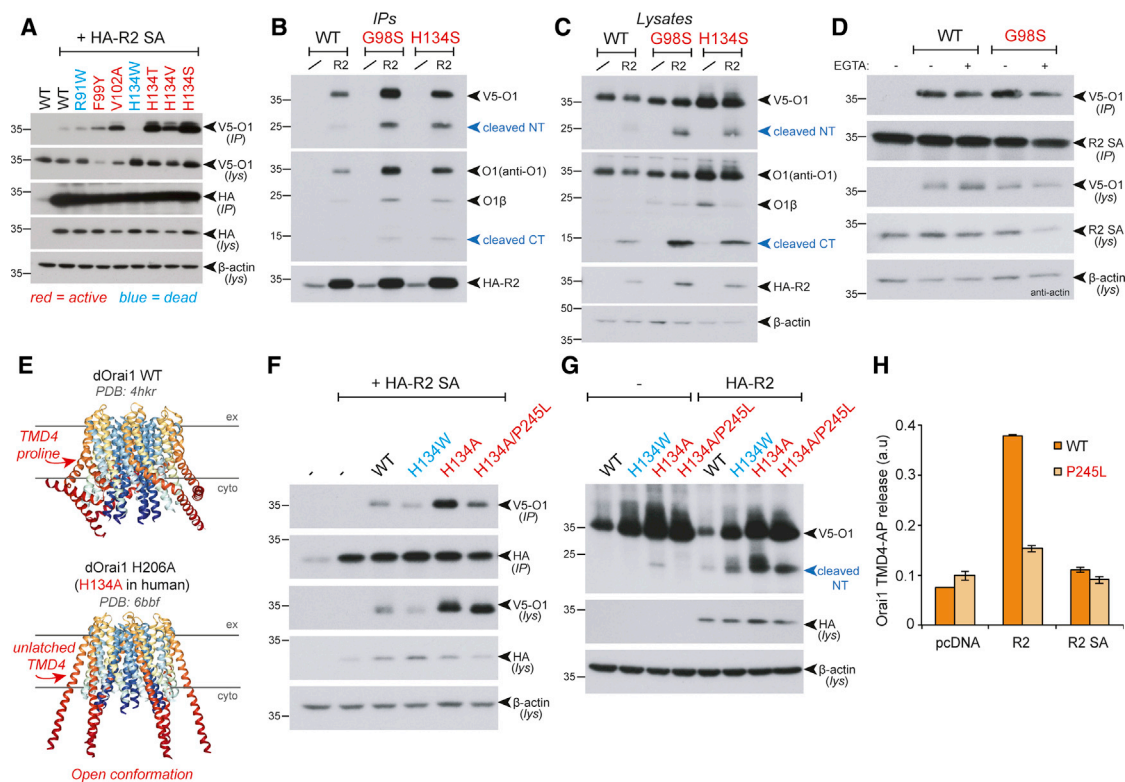 A
+ HA-R2 SA
WT
WT
R91W
F99Y
V102A
H134W
H134T
H134V
H134S
35
V5-O1
(IP)
35
V5-O1
(lys)
35
HA
(IP)
35
HA
(lys)
35
β-actin
(lys)
red = active blue = dead
B
IPs
WT G98S H134S
/ R2 / R2 / R2
35
V5-O1
25
cleaved NT
35
O1(anti-O1)
25
O1β
15
cleaved CT
35
HA-R2
C
Lysates
WT G98S H134S
/ R2 / R2 / R2
35
V5-O1
25
cleaved NT
35
O1(anti-O1)
25
O1β
15
cleaved CT
35
HA-R2
50
β-actin
35
D
WT G98S
EGTA: - - + - +
35
V5-O1
(IP)
35
R2 SA
(IP)
35
V5-O1
(lys)
35
R2 SA
(lys)
35
β-actin
(lys)
anti-actin
E
dOrai1 WT
PDB: 4hkr
ex
TMD4
proline
cyto
dOrai1 H206A
(H134A in human)
PDB: 6bbf
ex
unlatched
TMD4
cyto
Open conformation
F
+ HA-R2 SA
-
-
WT
H134W
H134A
H134A/P245L
35
V5-O1
(IP)
35
HA
(IP)
35
V5-O1
(lys)
35
HA
(lys)
35
β-actin
(lys)
G
- HA-R2
WT
H134W
H134A
H134A/P245L
WT
H134W
H134A
H134A/P245L
35
V5-O1
25
cleaved
NT
35
HA
(lys)
35
β-actin
(lys)
H
Orai1 TMD4-AP release (a.u)
0.4
0.3
0.2
0.1
0
WT
P245L
pcDNA R2 R2 SA